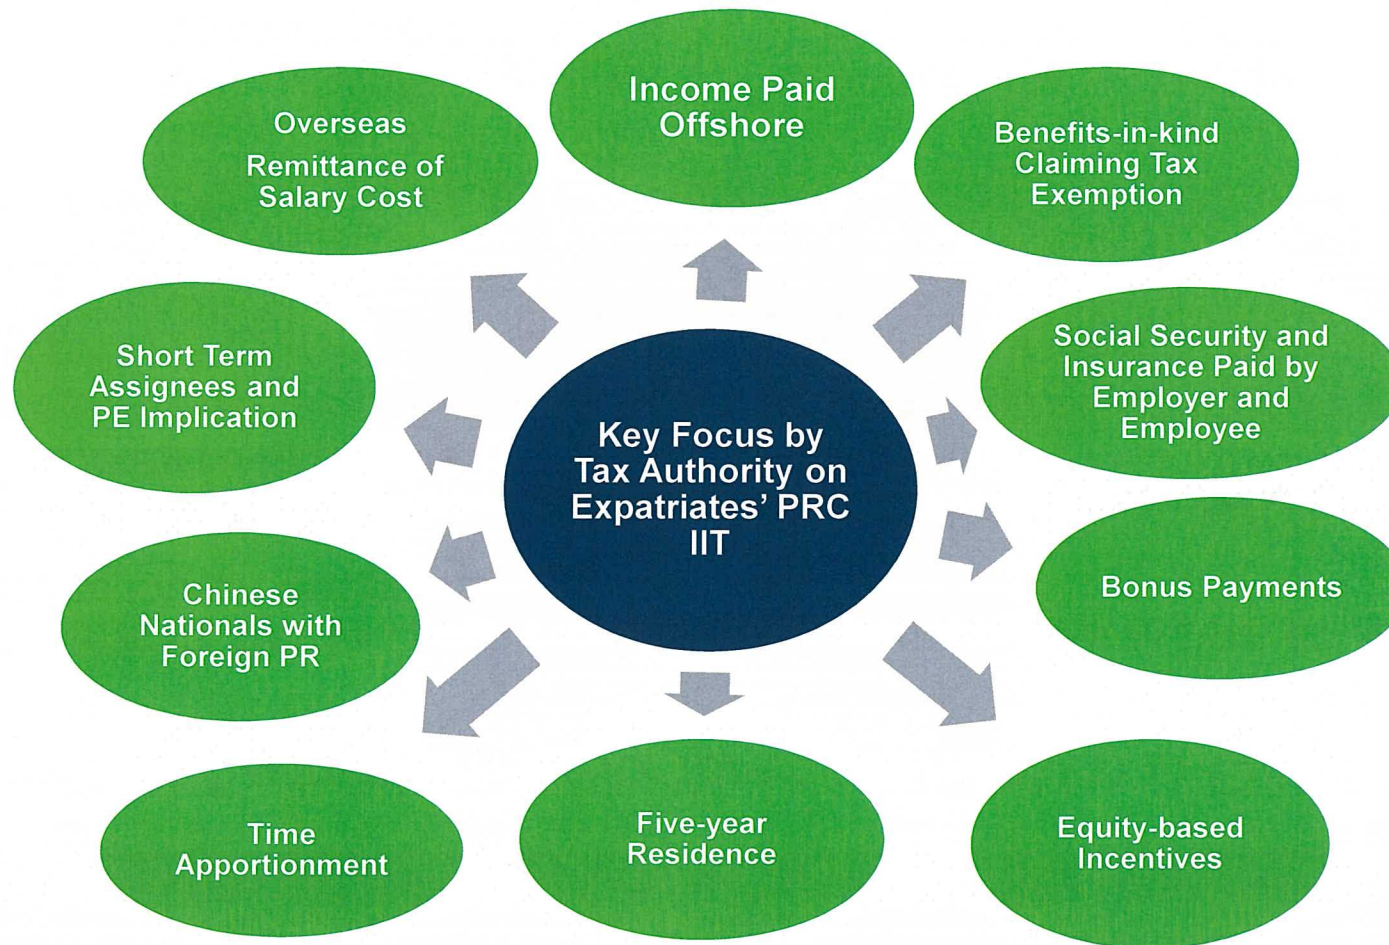 Income Paid
Offshore
Overseas
Remittance of
Salary Cost
Benefits-in-kind
Claiming Tax
Exemption
Short Term
Assignees and
PE Implication
Social Security and
Insurance Paid by
Employer and
Employee
Key Focus by
Tax Authority on
Expatriates’ PRC
IIT
Chinese
Nationals with
Foreign PR
Bonus Payments
Time
Apportionment
Five-year
Residence
Equity-based
Incentives